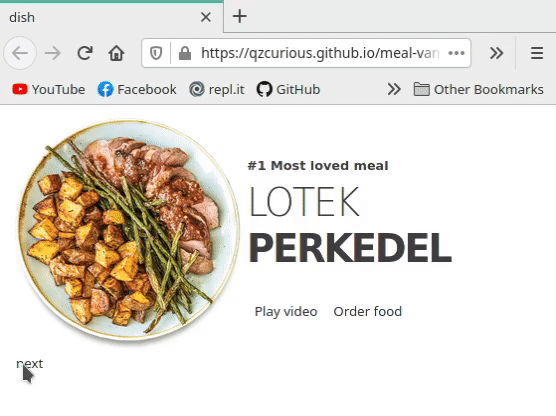 dish
https://qzcurious.github.io/meal-van
YouTube
Facebook
repl.it
GitHub
Other Bookmarks
#1 Most loved meal
LOTEK
PERKEDEL
Play video
Order food
next